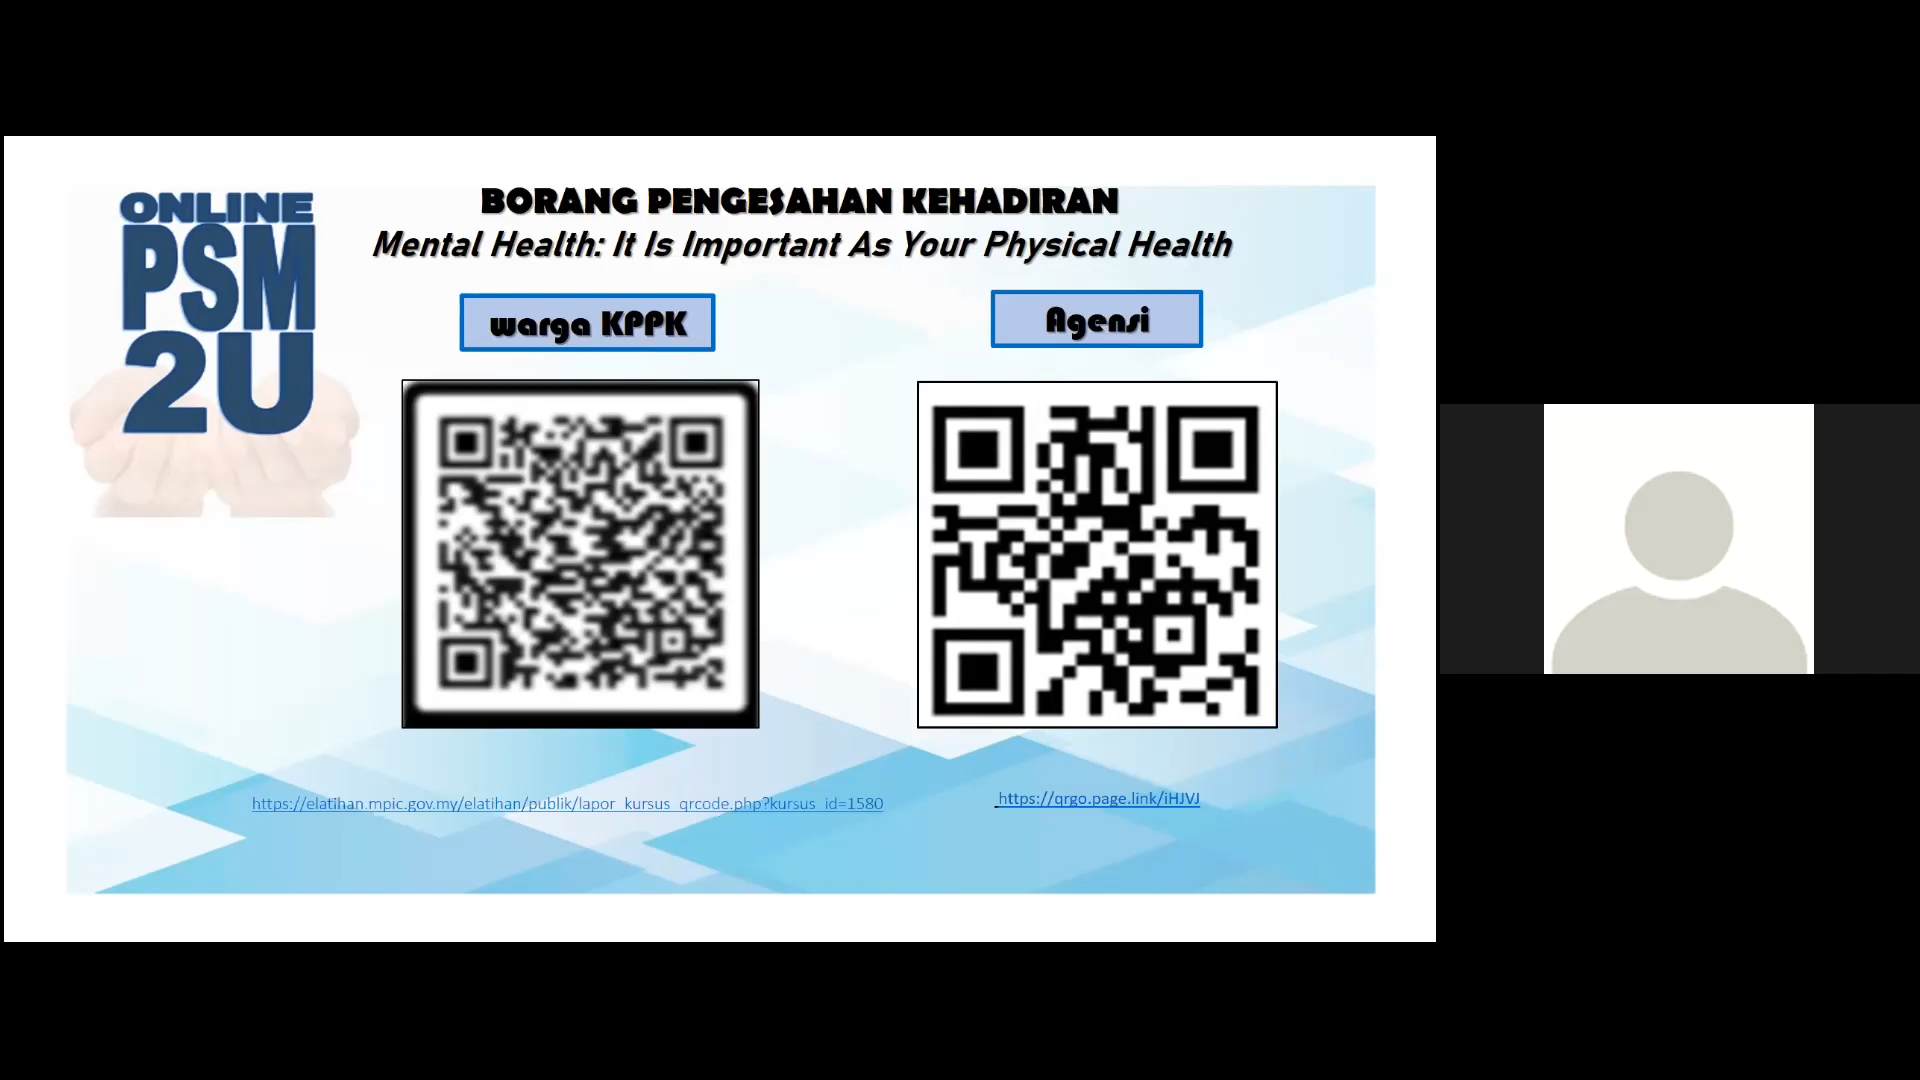 ONLINE
PSM
2U
BORANG PENGESAHAN KEHADIRAN
Mental Health: It Is Important As Your Physical Health
warga KPPK
Agensi
https://elatihan.mpic.gov.my/elatihan/publik/lapor_kursus_qrcode.php?kursus_id=1580
https://qrgo.page.link/iHJVJ